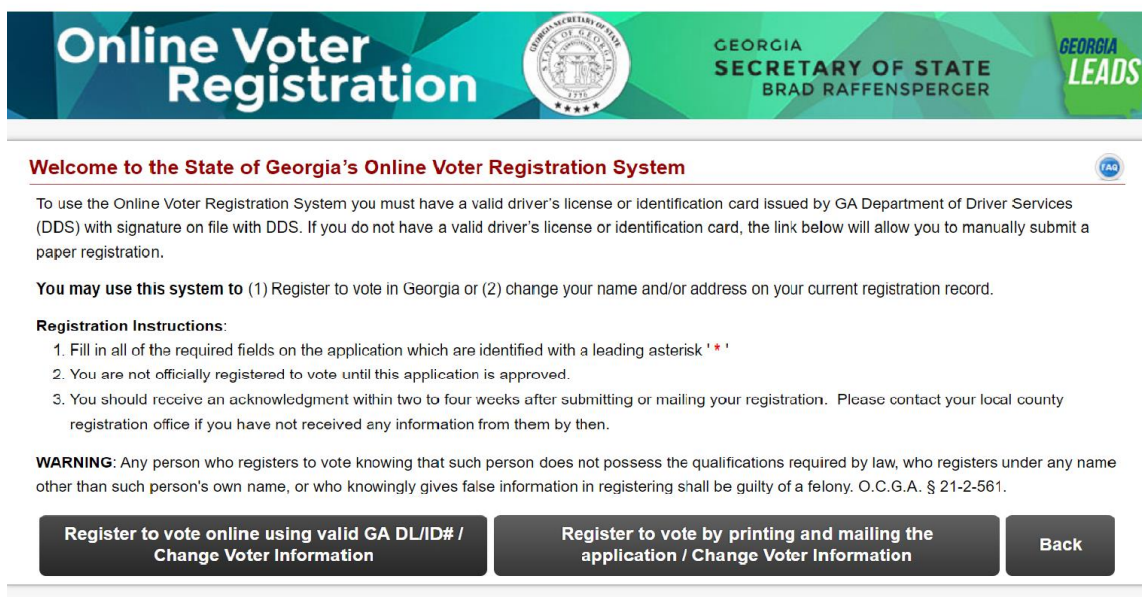 Online Voter
Registration
SECRETARY OF STATE
STATE OF GEORGIA
CONSTITUTION
1776
GEORGIA
SECRETARY OF STATE
BRAD RAFFENSPERGER
GEORGIA
LEADS
Welcome to the State of Georgia’s Online Voter Registration System
FAQ
To use the Online Voter Registration System you must have a valid driver’s license or identification card issued by GA Department of Driver Services
(DDS) with signature on file with DDS. If you do not have a valid driver’s license or identification card, the link below will allow you to manually submit a
paper registration.
You may use this system to (1) Register to vote in Georgia or (2) change your name and/or address on your current registration record.
Registration Instructions:
1. Fill in all of the required fields on the application which are identified with a leading asterisk ' * '
2. You are not officially registered to vote until this application is approved.
3. You should receive an acknowledgment within two to four weeks after submitting or mailing your registration. Please contact your local county
registration office if you have not received any information from them by then.
WARNING: Any person who registers to vote knowing that such person does not possess the qualifications required by law, who registers under any name
other than such person's own name, or who knowingly gives false information in registering shall be guilty of a felony. O.C.G.A. § 21-2-561.
Register to vote online using valid GA DL/ID# /
Change Voter Information
Register to vote by printing and mailing the
application / Change Voter Information
Back